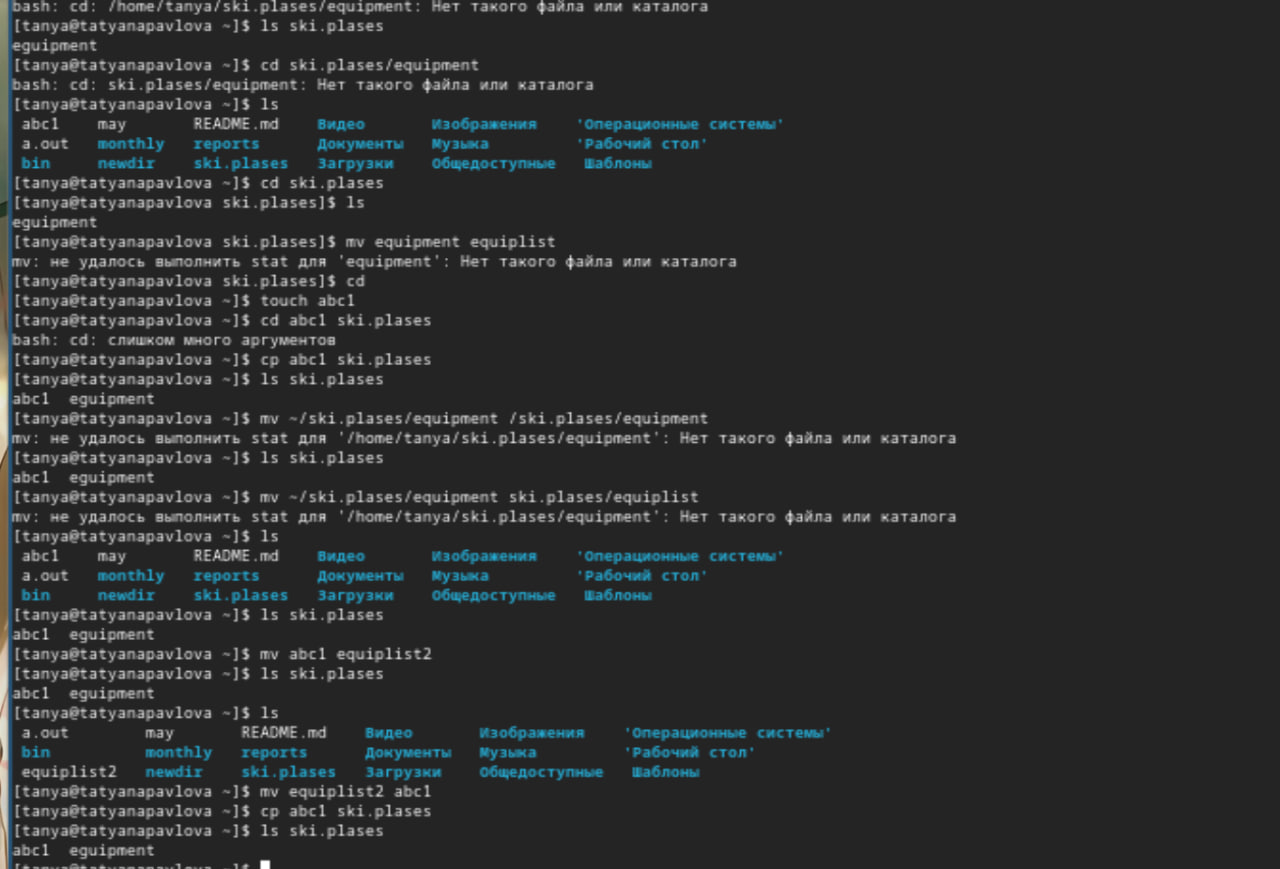 bash: cd: /home/tanya/ski.plases/equipment: Нет такого файла или каталога
[tanya@tatyanapavlova ~]$ ls ski.plases
eguipment
[tanya@tatyanapavlova ~]$ cd ski.plases/equipment
bash: cd: ski.plases/equipment: Нет такого файла или каталога
[tanya@tatyanapavlova ~]$ ls
abc1 may README.md Видео Изображения 'Операционные системы'
a.out monthly reports Документы Музыка 'Рабочий стол'
bin newdir ski.plases Загрузки Общедоступные Шаблоны
[tanya@tatyanapavlova ~]$ cd ski.plases
[tanya@tatyanapavlova ski.plases]$ ls
eguipment
[tanya@tatyanapavlova ski.plases]$ mv equipment equiplist
mv: не удалось выполнить stat для 'equipment': Нет такого файла или каталога
[tanya@tatyanapavlova ski.plases]$ cd
[tanya@tatyanapavlova ~]$ touch abc1
[tanya@tatyanapavlova ~]$ cd abc1 ski.plases
bash: cd: слишком много аргументов
[tanya@tatyanapavlova ~]$ cp abc1 ski.plases
[tanya@tatyanapavlova ~]$ ls ski.plases
abc1 eguipment
[tanya@tatyanapavlova ~]$ mv ~/ski.plases/equipment /ski.plases/equipment
mv: не удалось выполнить stat для '/home/tanya/ski.plases/equipment': Нет такого файла или каталога
[tanya@tatyanapavlova ~]$ ls ski.plases
abc1 eguipment
[tanya@tatyanapavlova ~]$ mv ~/ski.plases/equipment ski.plases/equiplist
mv: не удалось выполнить stat для '/home/tanya/ski.plases/equipment': Нет такого файла или каталога
[tanya@tatyanapavlova ~]$ ls
abc1 may README.md Видео Изображения 'Операционные системы'
a.out monthly reports Документы Музыка 'Рабочий стол'
bin newdir ski.plases Загрузки Общедоступные Шаблоны
[tanya@tatyanapavlova ~]$ ls ski.plases
abc1 eguipment
[tanya@tatyanapavlova ~]$ mv abc1 equiplist2
[tanya@tatyanapavlova ~]$ ls ski.plases
abc1 eguipment
[tanya@tatyanapavlova ~]$ ls
a.out may README.md Видео Изображения 'Операционные системы'
bin monthly reports Документы Музыка 'Рабочий стол'
equiplist2 newdir ski.plases Загрузки Общедоступные Шаблоны
[tanya@tatyanapavlova ~]$ mv equiplist2 abc1
[tanya@tatyanapavlova ~]$ cp abc1 ski.plases
[tanya@tatyanapavlova ~]$ ls ski.plases
abc1 eguipment